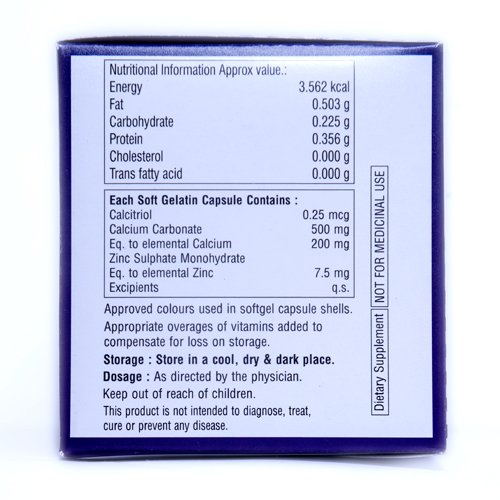 Nutritional Information Approx value.:
Energy 3.562 kcal
Fat 0.503 g
Carbohydrate 0.225 g
Protein 0.356 g
Cholesterol 0.000 g
Trans fatty acid 0.000 g
Each Soft Gelatin Capsule Contains :
Calcitriol 0.25 mcg
Calcium Carbonate 500 mg
Eq. to elemental Calcium 200 mg
Zinc Sulphate Monohydrate
Eq. to elemental Zinc 7.5 mg
Excipients q.s.
Approved colours used in softgel capsule shells.
Appropriate overages of vitamins added to
compensate for loss on storage.
Storage : Store in a cool, dry & dark place.
Dosage : As directed by the physician.
Keep out of reach of children.
This product is not intended to diagnose, treat,
cure or prevent any disease.
Dietary Supplement NOT FOR MEDICINAL USE